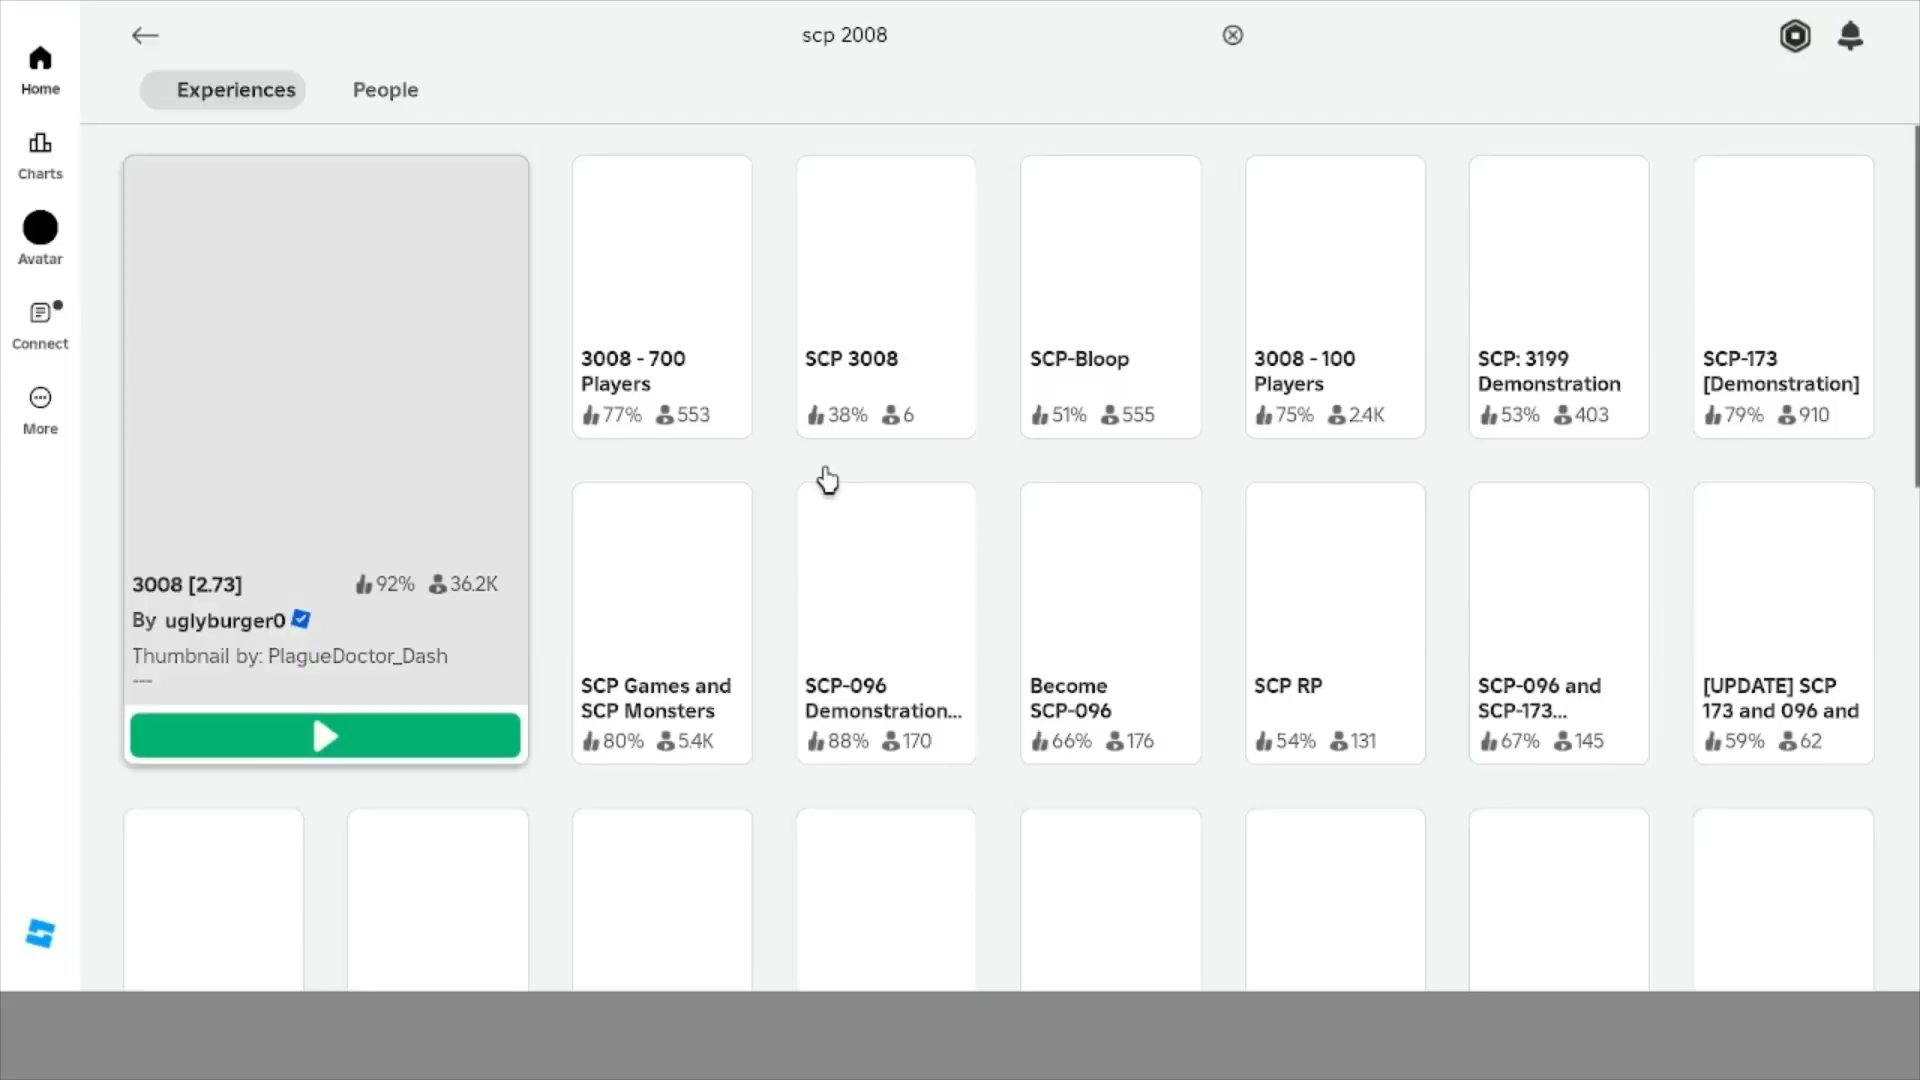 scp 2008
Home
Experiences
People
Charts
Avatar
Connect
More
3008 [2.73]
92%
36.2K
By uglyburger0
Thumbnail by: PlagueDoctor_Dash
---
3008 - 700
Players
77%
553
SCP 3008
38%
6
SCP-Bloop
51%
555
3008 - 100
Players
75%
2.4K
SCP: 3199
Demonstration
53%
403
SCP-173
[Demonstration]
79%
910
SCP Games and
SCP Monsters
80%
5.4K
SCP-096
Demonstration...
88%
170
Become
SCP-096
66%
176
SCP RP
54%
131
SCP-096 and
SCP-173...
67%
145
[UPDATE] SCP
173 and 096 and
59%
62